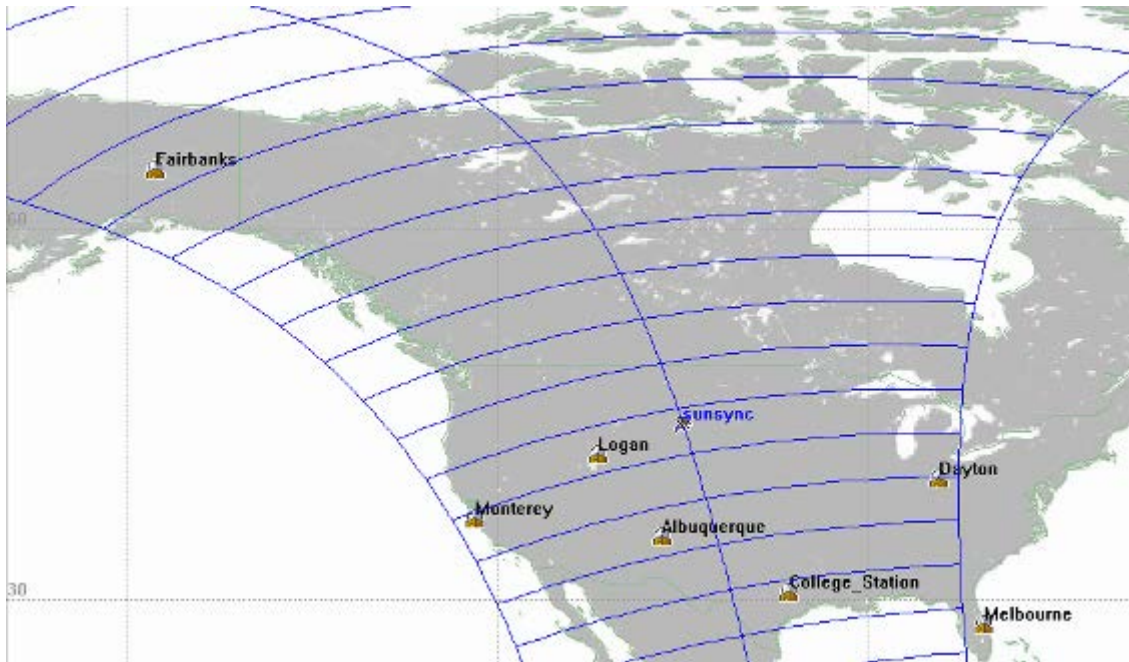 Fairbanks
60
sunsync
Logan
Dayton
Monterey
Albuquerque
College_Station
30
Melbourne